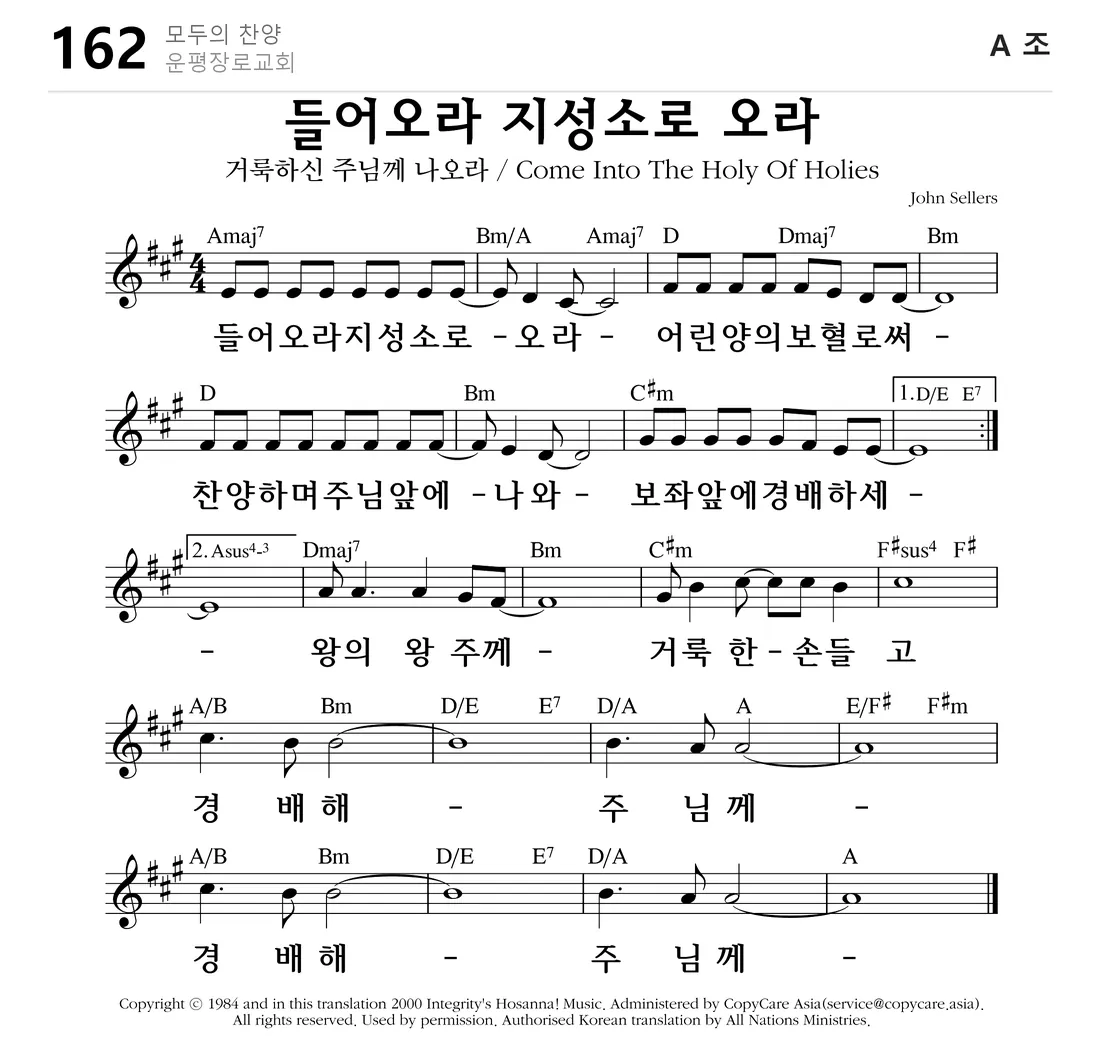 162 모두의 찬양
운평장로교회
A 조
들어오라 지성소로 오라
거룩하신 주님께 나오라 / Come Into The Holy Of Holies
John Sellers
Amaj7 Bm/A Amaj7 D Dmaj7 Bm
4/4
들어오라지성소로 - 오 라 - 어린양의보혈로써 -
D Bm C♯m 1. D/E E7
찬양하며주님앞에 - 나 와 - 보좌앞에경배하세 -
2. Asus4-3 Dmaj7 Bm C♯m F♯sus4 F♯
- 왕의 왕 주께 - 거룩 한 - 손들 고
A/B Bm D/E E7 D/A A E/F♯ F♯m
경 배 해 - 주 님 께 -
A/B Bm D/E E7 D/A A
경 배 해 - 주 님 께 -
Copyright ⓒ 1984 and in this translation 2000 Integrity's Hosanna! Music. Administered by CopyCare Asia(service@copycare.asia).
All rights reserved. Used by permission. Authorised Korean translation by All Nations Ministries.